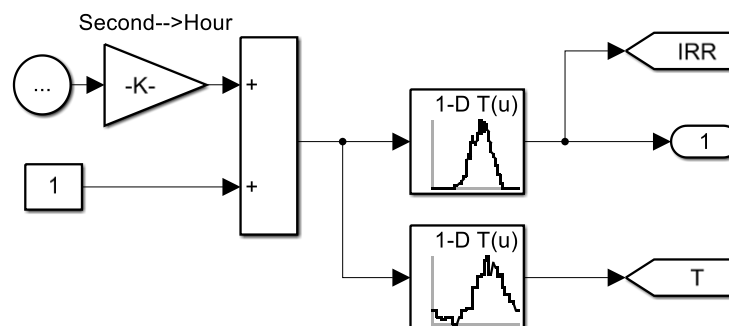 Second-->Hour
...
-K-
+
1
+
1-D T(u)
IRR
1
1-D T(u)
T